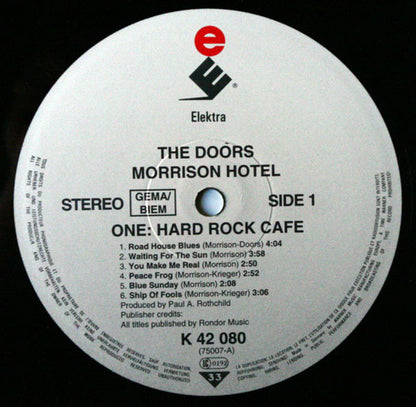 e
E
®
Elektra
THE DOORS
MORRISON HOTEL
STEREO GEMA/ BIEM SIDE 1
ONE: HARD ROCK CAFE
1. Road House Blues (Morrison-Doors) 4:04
2. Waiting For The Sun (Morrison) 3:58
3. You Make Me Real (Morrison) 2:50
4. Peace Frog (Morrison-Krieger) 2:52
5. Blue Sunday (Morrison) 2:08
6. Ship Of Fools (Morrison-Krieger) 3:06
Produced by Paul A. Rothchild
Publisher credits:
All titles published by Rondor Music
K 42 080
(75007-A)
LC 0192
33